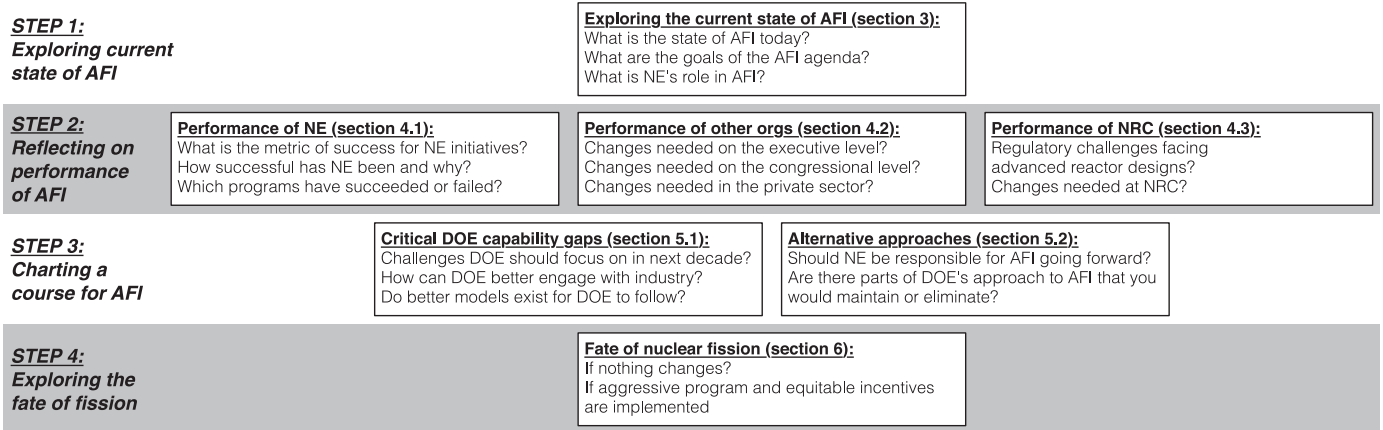 STEP 1:
Exploring current
state of AFI
Exploring the current state of AFI (section 3):
What is the state of AFI today?
What are the goals of the AFI agenda?
What is NE's role in AFI?
STEP 2:
Reflecting on
performance
of AFI
Performance of NE (section 4.1):
What is the metric of success for NE initiatives?
How successful has NE been and why?
Which programs have succeeded or failed?
Performance of other orgs (section 4.2):
Changes needed on the executive level?
Changes needed on the congressional level?
Changes needed in the private sector?
Performance of NRC (section 4.3):
Regulatory challenges facing
advanced reactor designs?
Changes needed at NRC?
STEP 3:
Charting a
course for AFI
Critical DOE capability gaps (section 5.1):
Challenges DOE should focus on in next decade?
How can DOE better engage with industry?
Do better models exist for DOE to follow?
Alternative approaches (section 5.2):
Should NE be responsible for AFI going forward?
Are there parts of DOE's approach to AFI that you
would maintain or eliminate?
STEP 4:
Exploring the
fate of fission
Fate of nuclear fission (section 6):
If nothing changes?
If aggressive program and equitable incentives
are implemented